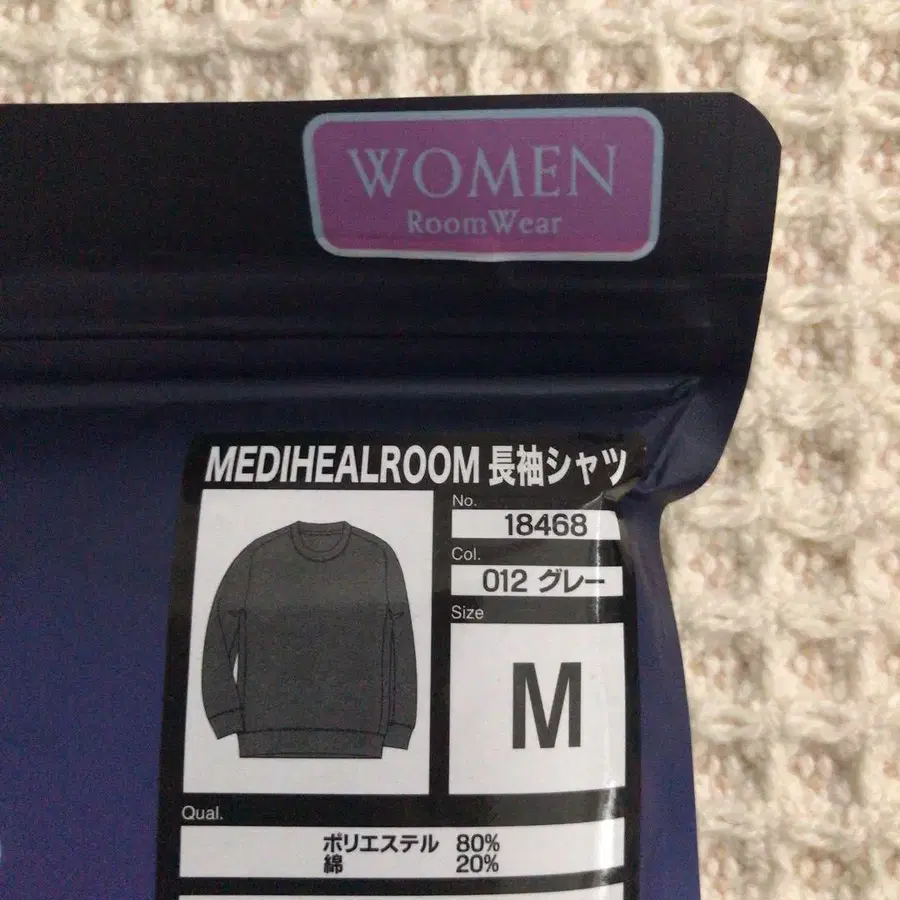 WOMEN
RoomWear
MEDIHEALROOM 長袖シャツ
No.
18468
Col.
012 グレー
Size
M
Qual.
ポリエステル 80%
綿 20%